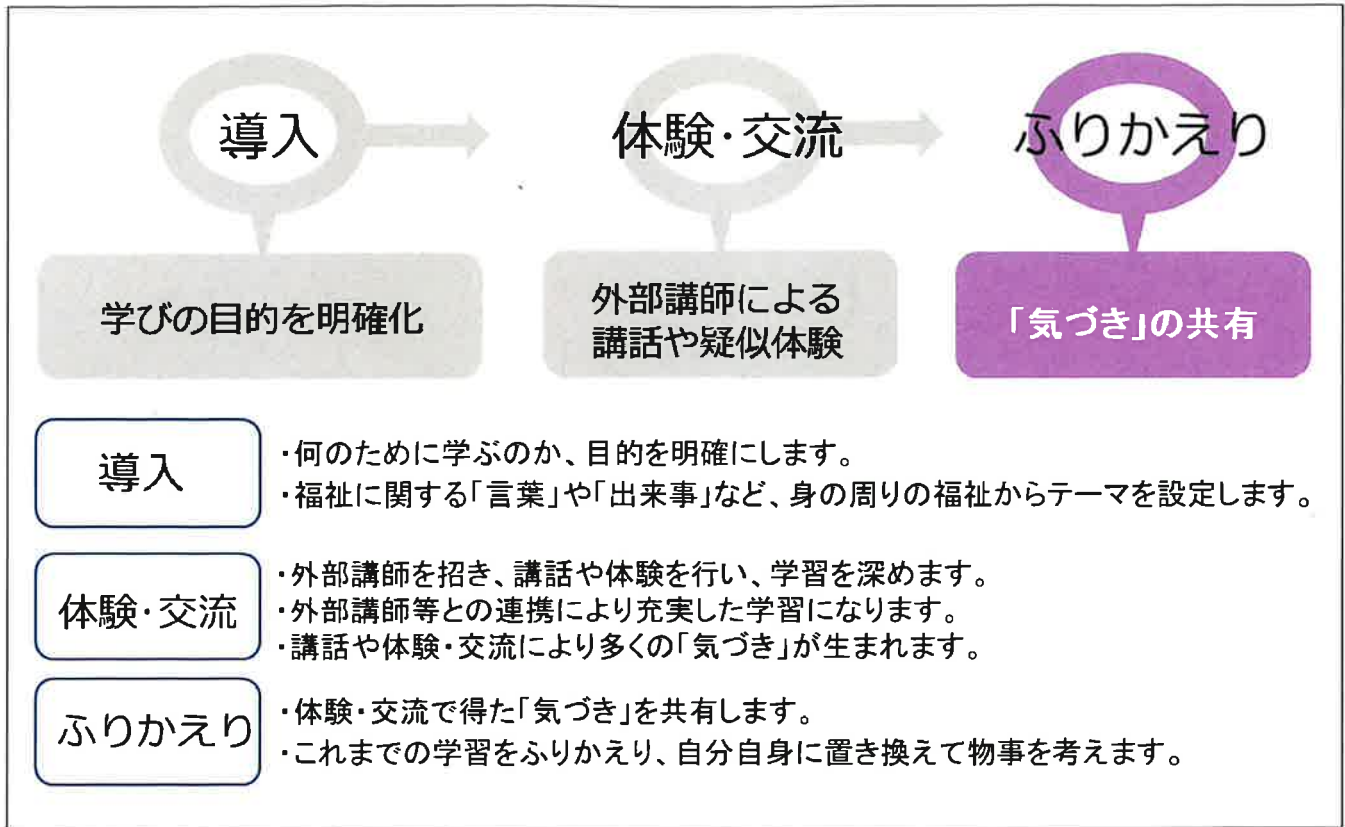 導入
体験・交流
ふりかえり
学びの目的を明確化
外部講師による
講話や疑似体験
「気づき」の共有
導入
・何のために学ぶのか、目的を明確にします。
・福祉に関する「言葉」や「出来事」など、身の周りの福祉からテーマを設定します。
体験・交流
・外部講師を招き、講話や体験を行い、学習を深めます。
・外部講師等との連携により充実した学習になります。
・講話や体験・交流により多くの「気づき」が生まれます。
ふりかえり
・体験・交流で得た「気づき」を共有します。
・これまでの学習をふりかえり、自分自身に置き換えて物事を考えます。